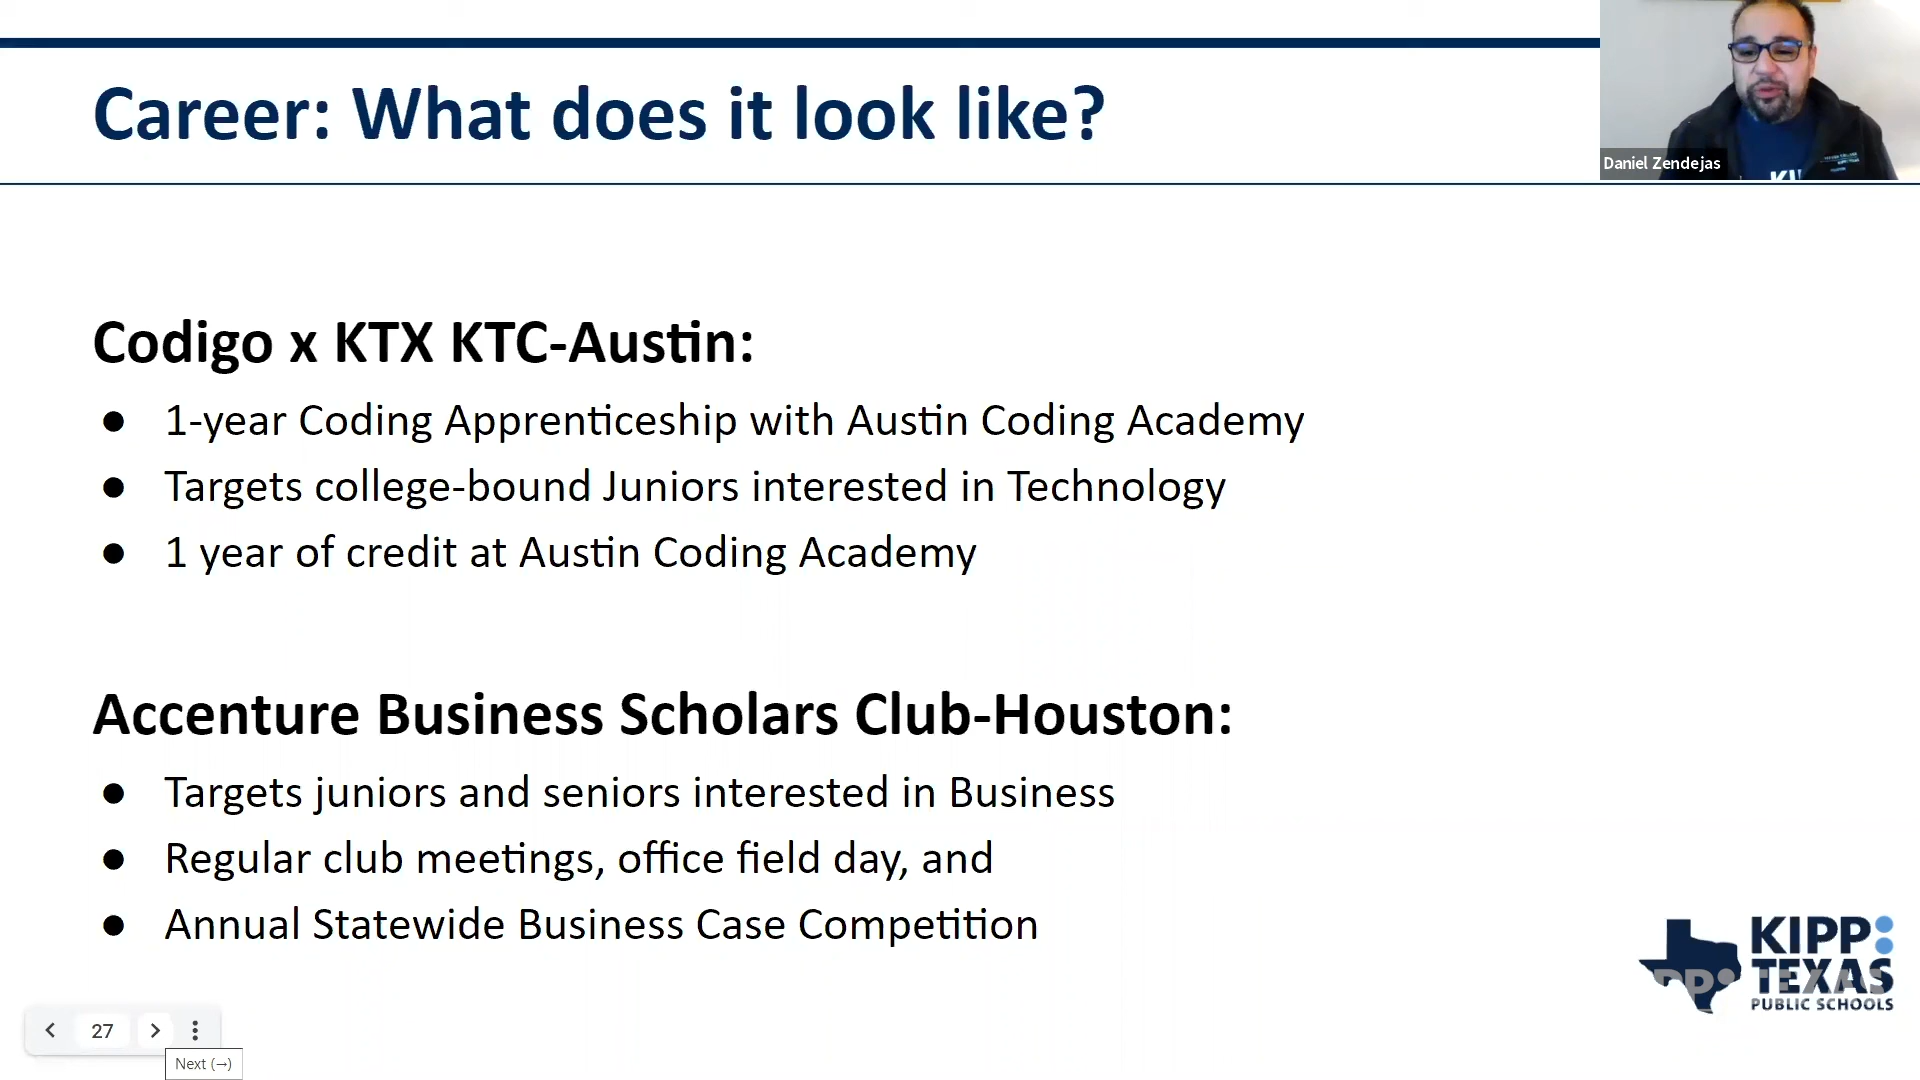 Career: What does it look like?
Daniel Zendejas
Codigo x KTX KTC-Austin:
● 1-year Coding Apprenticeship with Austin Coding Academy
● Targets college-bound Juniors interested in Technology
● 1 year of credit at Austin Coding Academy
Accenture Business Scholars Club-Houston:
● Targets juniors and seniors interested in Business
● Regular club meetings, office field day, and
● Annual Statewide Business Case Competition
KIPP:
TEXAS
PUBLIC SCHOOLS
27
Next (→)